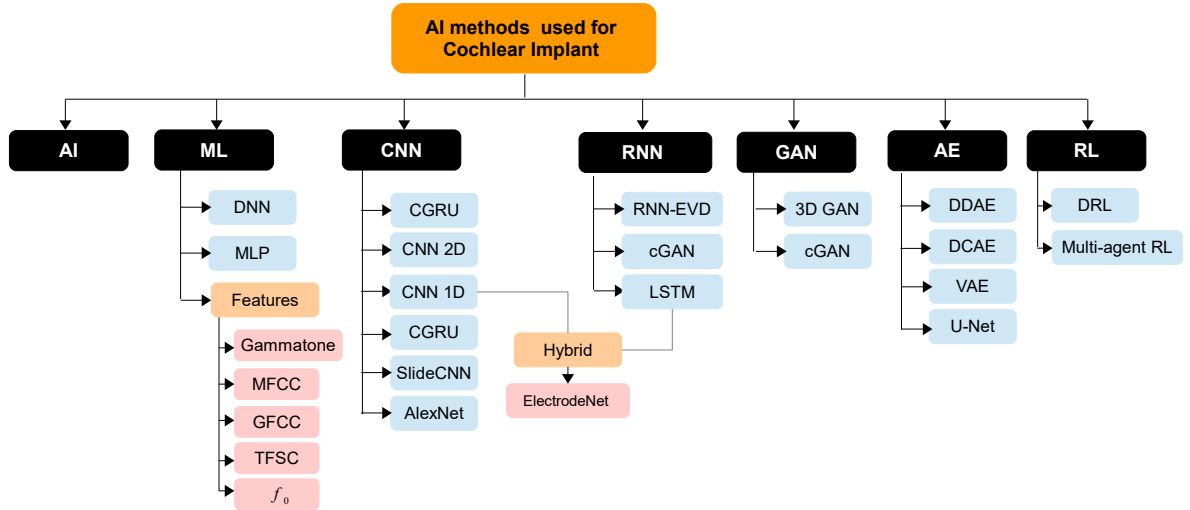 AI methods used for
Cochlear Implant
AI
ML
CNN
RNN
GAN
AE
RL
DNN
MLP
Features
Gammatone
MFCC
GFCC
TFSC
f0
CGRU
CNN 2D
CNN 1D
CGRU
SlideCNN
AlexNet
Hybrid
ElectrodeNet
RNN-EVD
cGAN
LSTM
3D GAN
cGAN
DDAE
DCAE
VAE
U-Net
DRL
Multi-agent RL